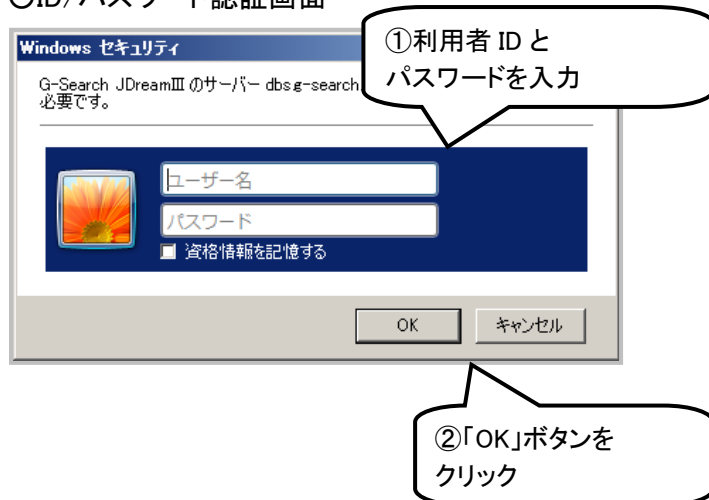 〇ID/パスワード認証画面
Windows セキュリティ
①利用者 ID と
パスワードを入力
G-Search JDreamⅢ のサーバー dbs.g-search
必要です。
ユーザー名
パスワード
資格情報を記憶する
OK キャンセル
②「OK」ボタンを
クリック